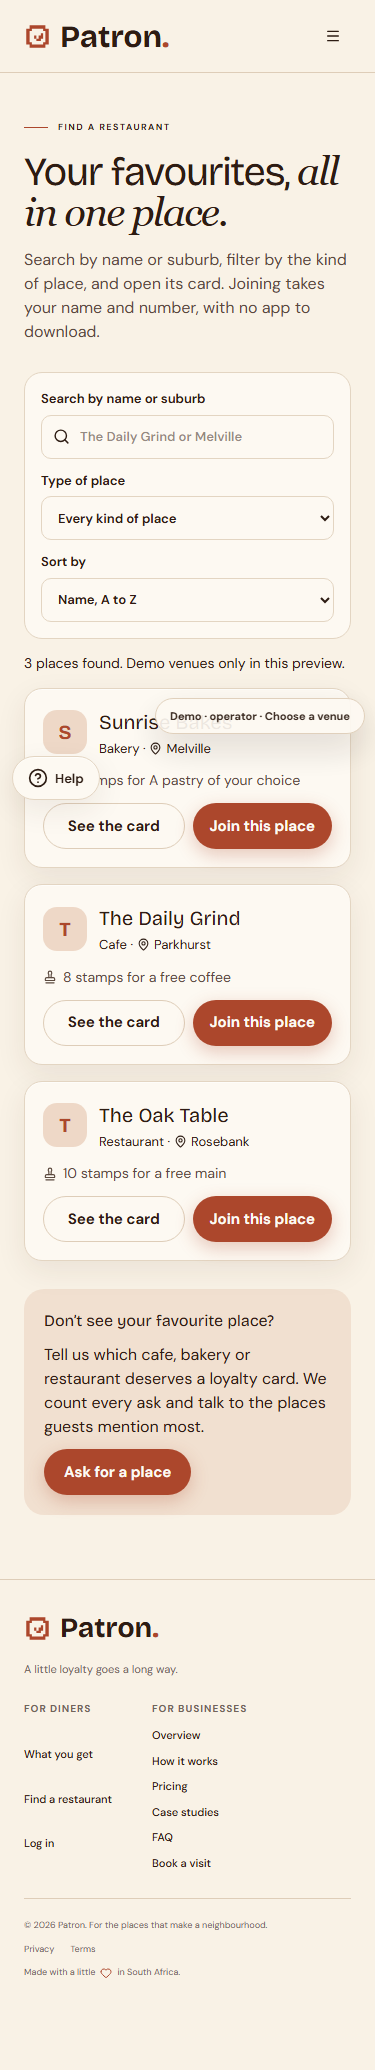 Patron.
FIND A RESTAURANT
Your favourites, all
in one place.
Search by name or suburb, filter by the kind
of place, and open its card. Joining takes
your name and number, with no app to
download.
Search by name or suburb
The Daily Grind or Melville
Type of place
Every kind of place
Sort by
Name, A to Z
3 places found. Demo venues only in this preview.
Demo · operator · Choose a venue
S
Sunrise Bakes
Bakery · Melville
Help
for A pastry of your choice
See the card
Join this place
T
The Daily Grind
Cafe · Parkhurst
8 stamps for a free coffee
See the card
Join this place
T
The Oak Table
Restaurant · Rosebank
10 stamps for a free main
See the card
Join this place
Don't see your favourite place?
Tell us which cafe, bakery or
restaurant deserves a loyalty card. We
count every ask and talk to the places
guests mention most.
Ask for a place
Patron.
A little loyalty goes a long way.
FOR DINERS
What you get
Find a restaurant
Log in
FOR BUSINESSES
Overview
How it works
Pricing
Case studies
FAQ
Book a visit
© 2026 Patron. For the places that make a neighbourhood.
Privacy Terms
Made with a little in South Africa.